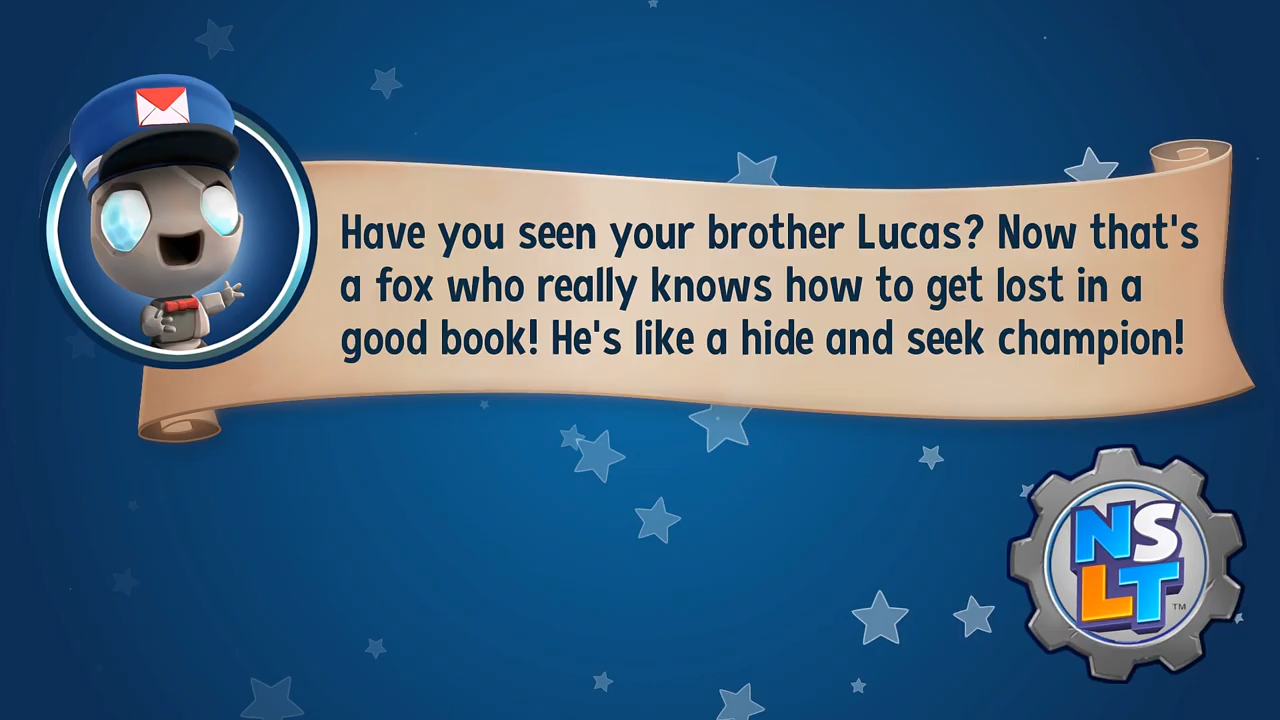 Have you seen your brother Lucas? Now that's
a fox who really knows how to get lost in a
good book! He's like a hide and seek champion!
NS
LT
TM